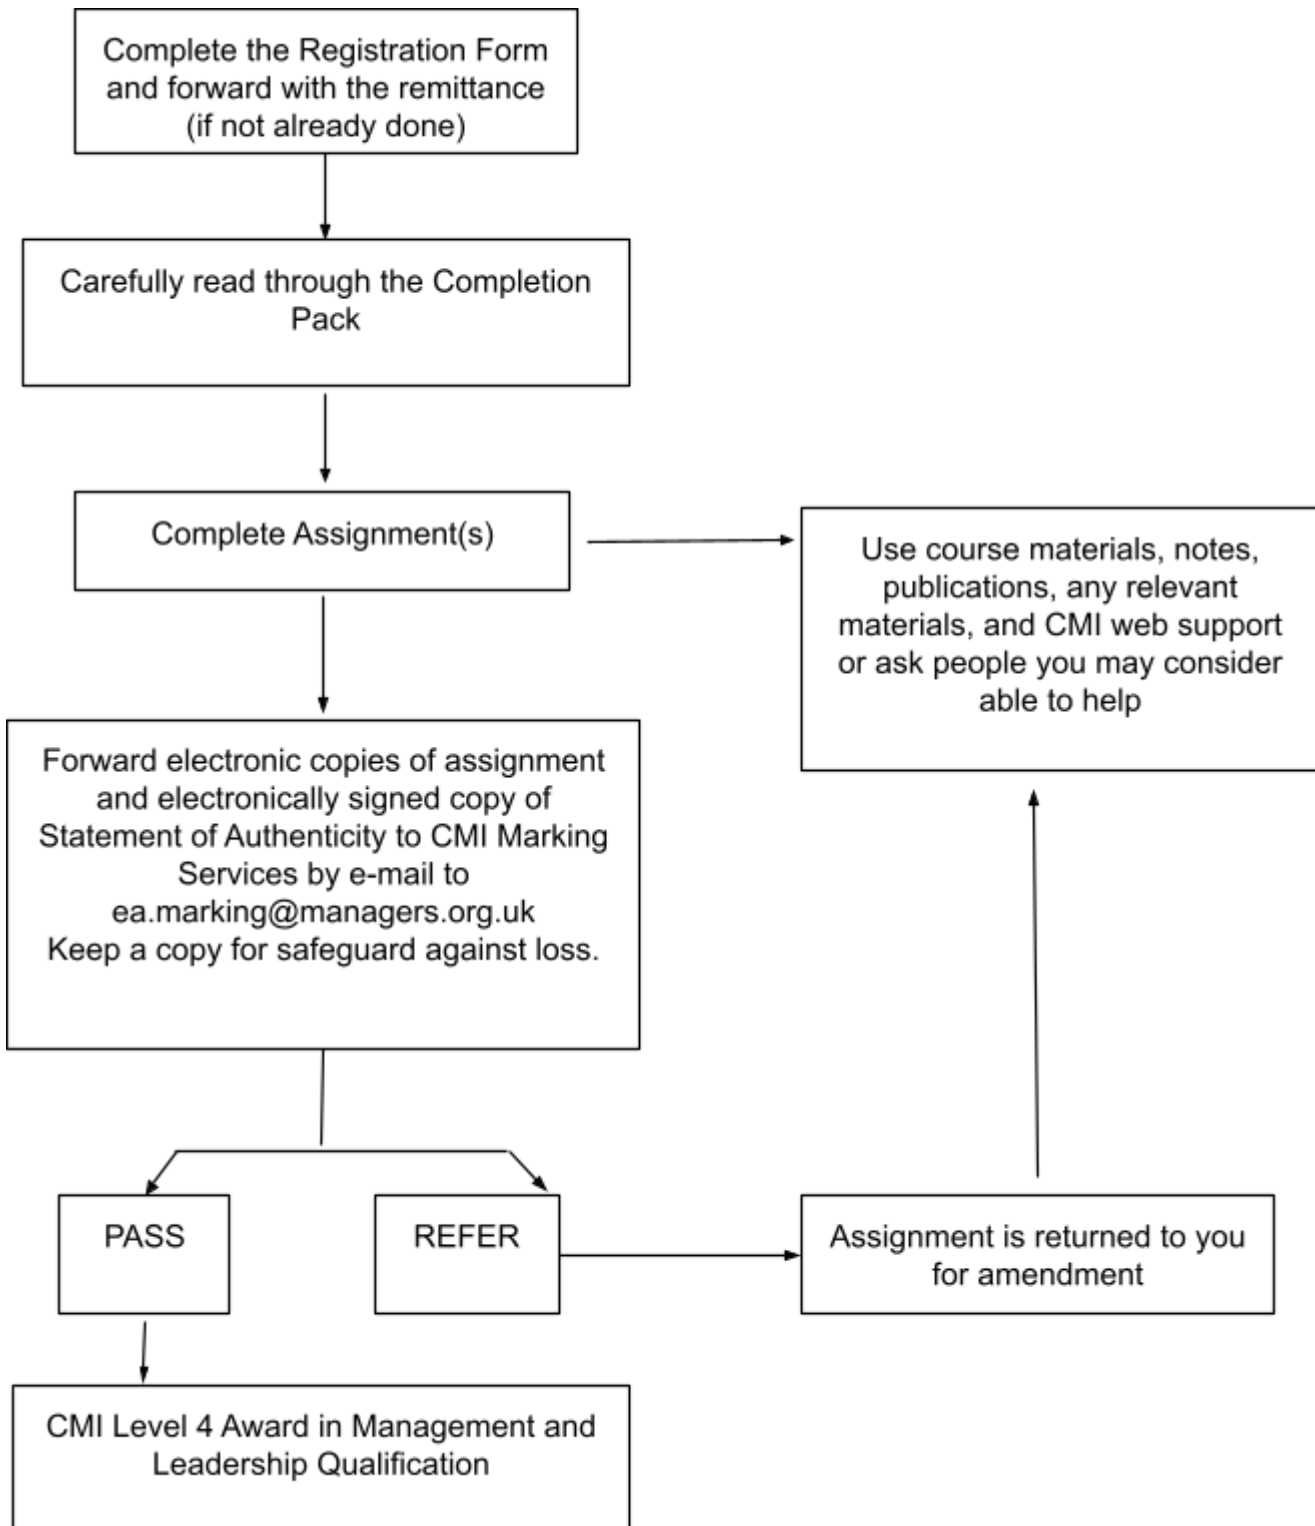 Complete the Registration Form
and forward with the remittance
(if not already done)
Carefully read through the Completion
Pack
Complete Assignment(s)
Use course materials, notes,
publications, any relevant
materials, and CMI web support
or ask people you may consider
able to help
Forward electronic copies of assignment
and electronically signed copy of
Statement of Authenticity to CMI Marking
Services by e-mail to
ea.marking@managers.org.uk
Keep a copy for safeguard against loss.
PASS
REFER
Assignment is returned to you
for amendment
CMI Level 4 Award in Management and
Leadership Qualification